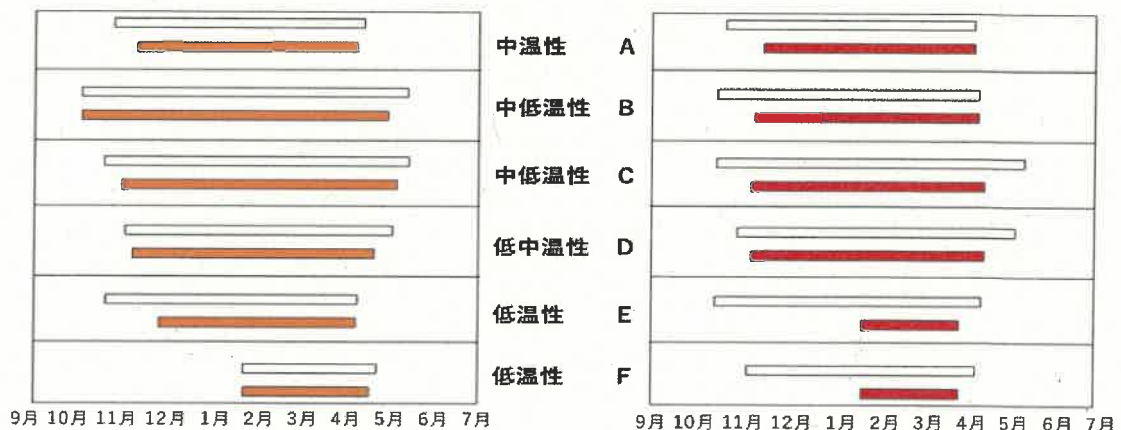 中温性 A
中低温性 B
中低温性 C
低中温性 D
低温性 E
低温性 F
9月 10月 11月 12月 1月 2月 3月 4月 5月 6月 7月
9月 10月 11月 12月 1月 2月 3月 4月 5月 6月 7月